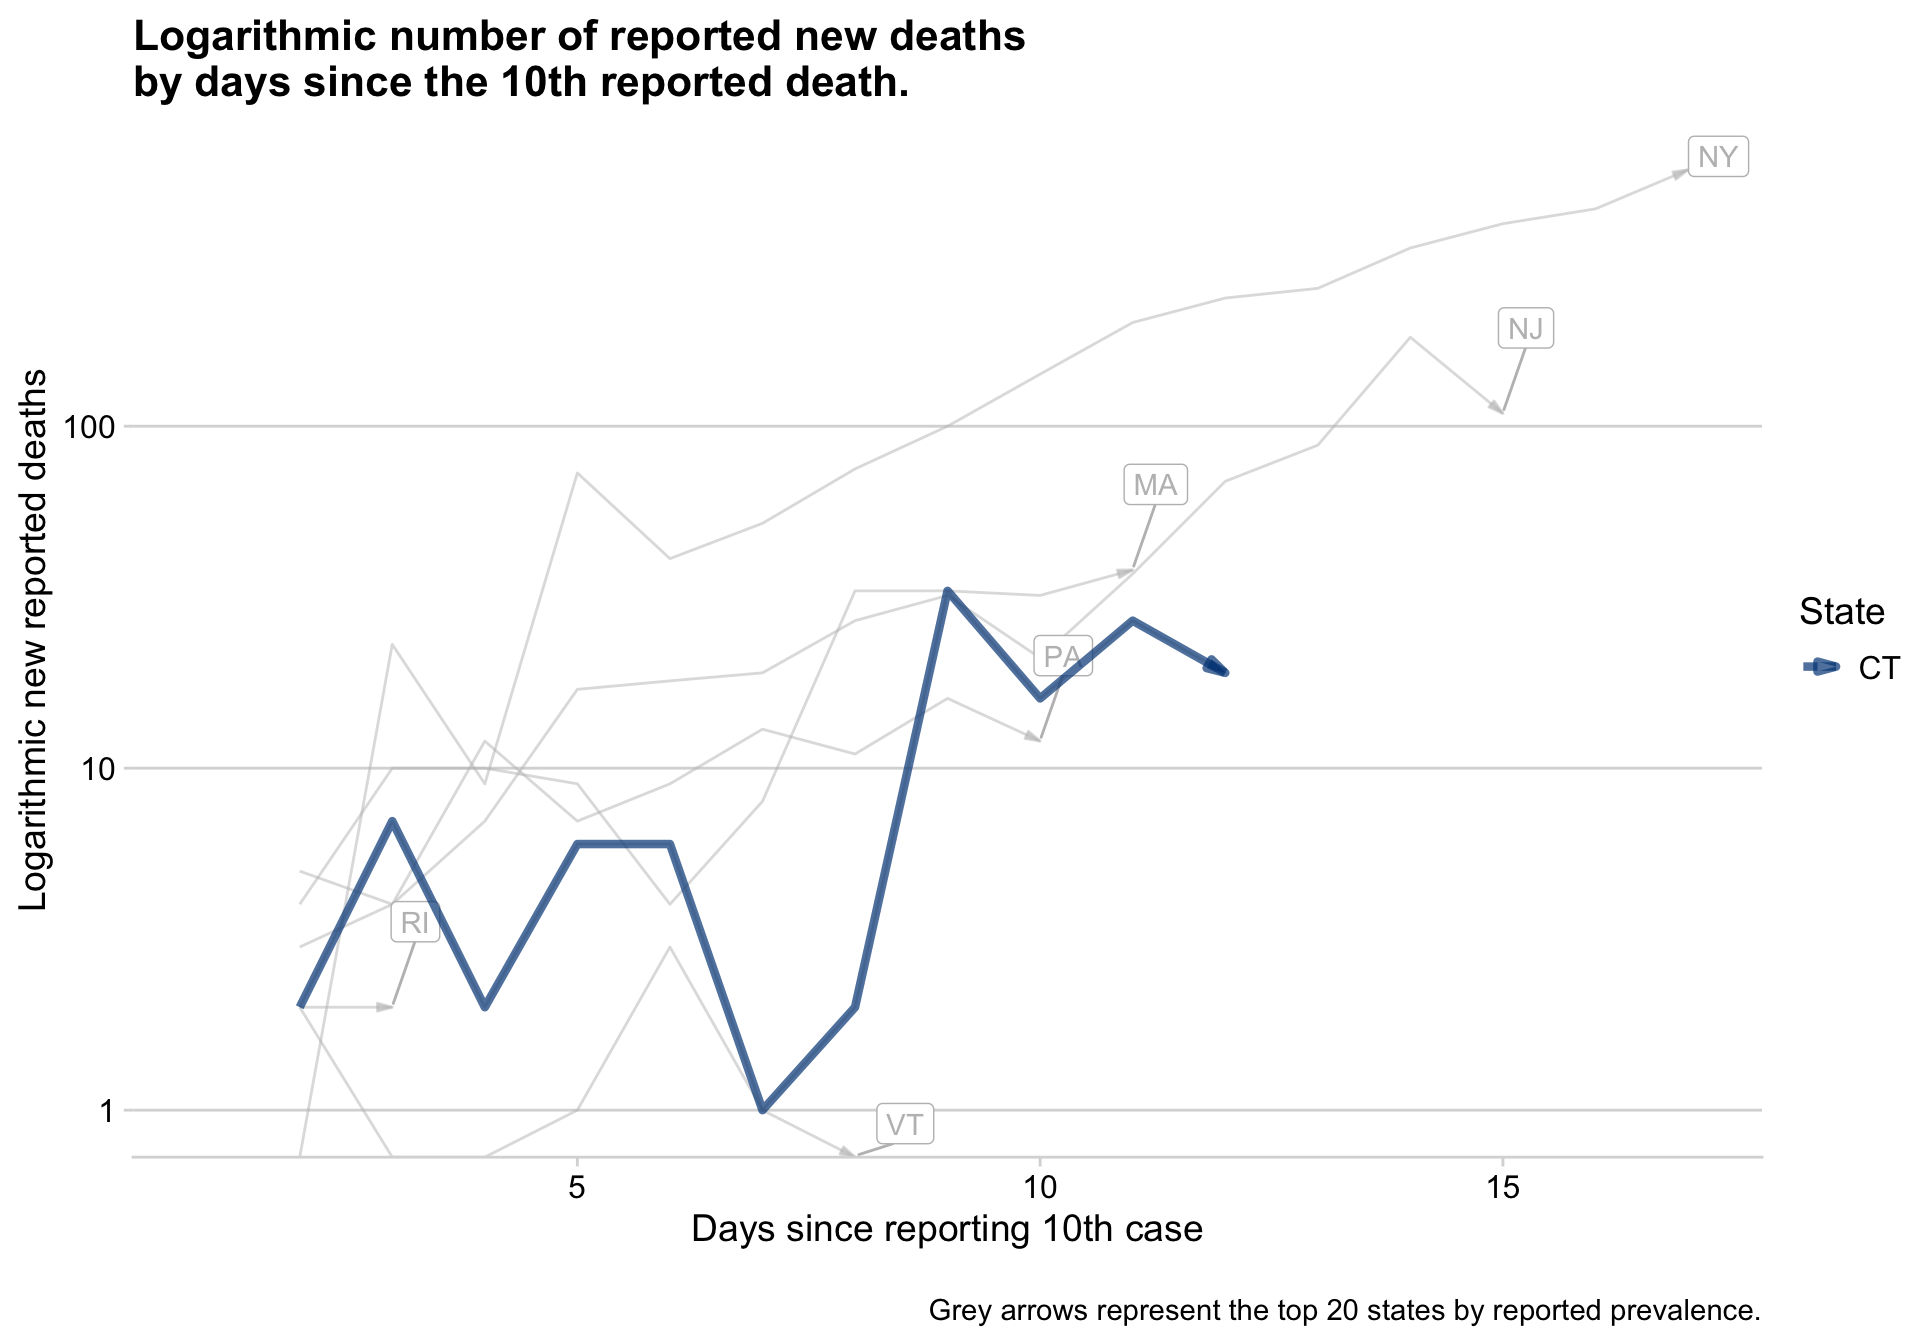 Logarithmic number of reported new deaths
by days since the 10th reported death.
NY
NJ
100
MA
Logarithmic new reported deaths
State
PA
CT
10
RI
1
VT
5
10
15
Days since reporting 10th case
Grey arrows represent the top 20 states by reported prevalence.